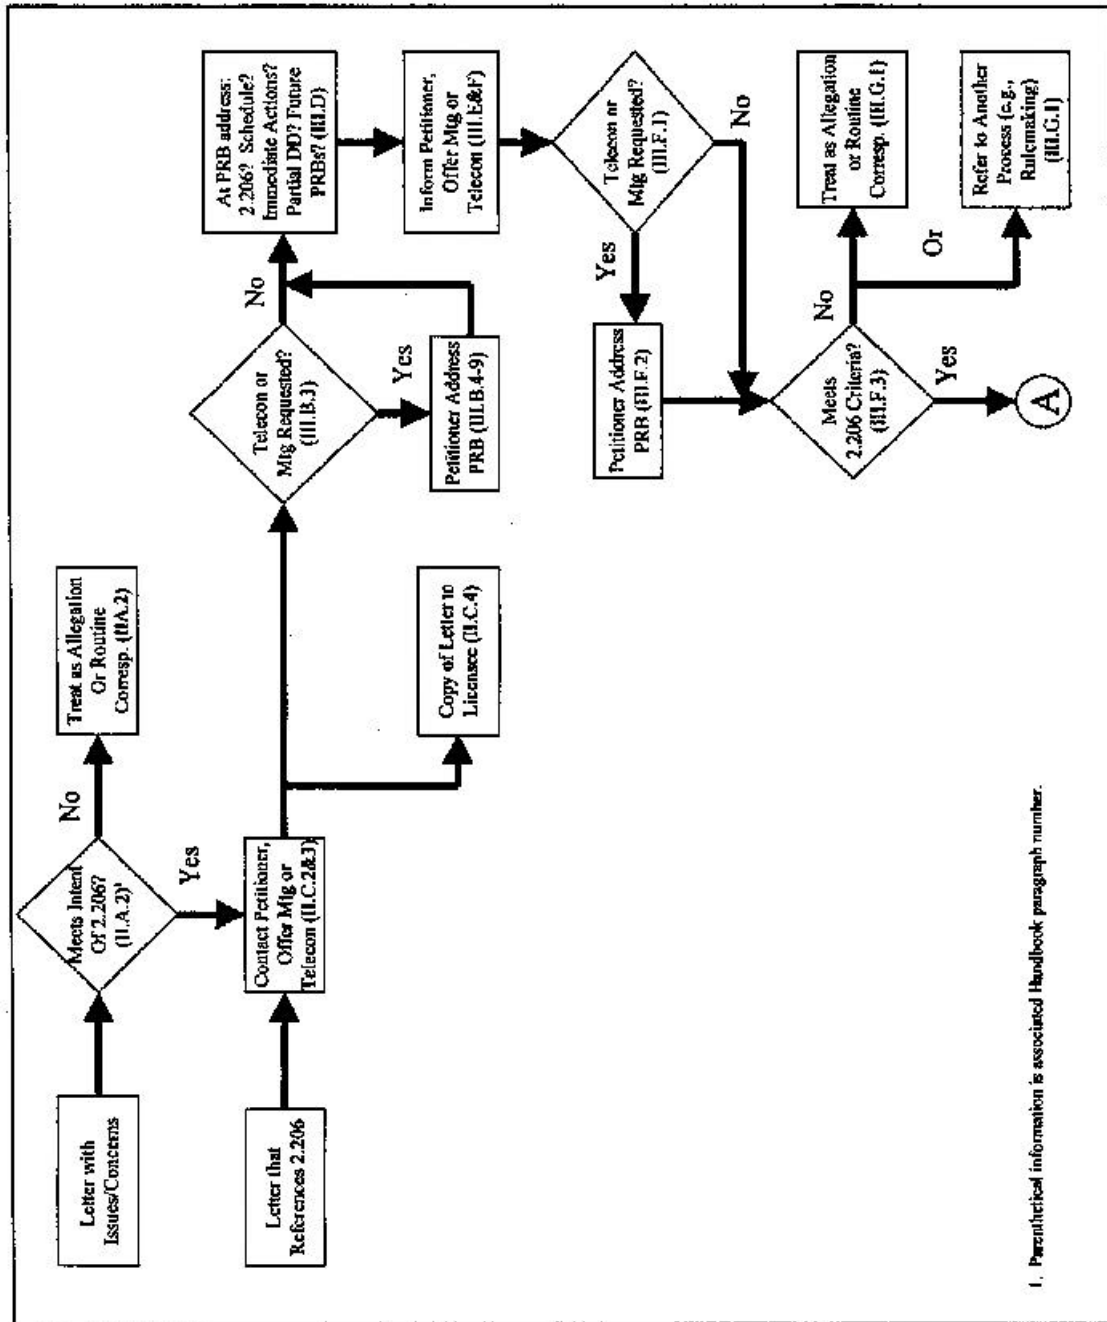 Letter with
Issues/Concerns
Meets Intent
Of 2.206?
(II.A.2)¹
No
Treat as Allegation
Or Routine
Corresp. (IIA.2)
Yes
Letter that
References 2.206
Contact Petitioner,
Offer Mtg or
Telecon (II.C.2&3)
Copy of Letter to
Licensee (II.C.4)
Telecon or
Mtg Requested?
(III.B.3)
No
Yes
Petitioner Address
PRB (III.B.4-9)
At PRB address:
2.206? Schedule?
Immediate Actions?
Partial DD? Future
PRBs? (III.D)
Inform Petitioner,
Offer Mtg or
Telecon (III.E&F)
Telecon or
Mtg Requested?
(III.F.1)
Yes
No
Petitioner Address
PRB (III.F.2)
Meets
2.206 Criteria?
(III.F.3)
No
Treat as Allegation
or Routine
Corresp. (III.G.1)
Or
Refer to Another
Process (e.g.,
Rulemaking)
(III.G.1)
Yes
A
1. Parenthetical information is associated Handbook paragraph number.